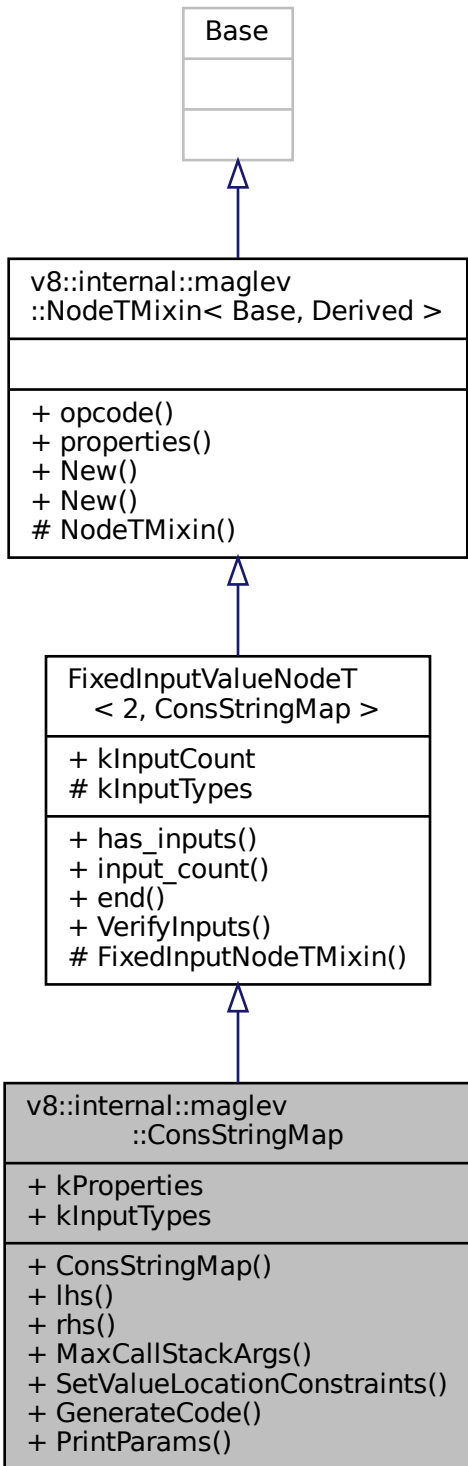 Base
v8::internal::maglev
::NodeTMixin< Base, Derived >
+ opcode()
+ properties()
+ New()
+ New()
# NodeTMixin()
FixedInputValueNodeT
< 2, ConsStringMap >
+ kInputCount
# kInputTypes
+ has_inputs()
+ input_count()
+ end()
+ VerifyInputs()
# FixedInputNodeTMixin()
v8::internal::maglev
::ConsStringMap
+ kProperties
+ kInputTypes
+ ConsStringMap()
+ lhs()
+ rhs()
+ MaxCallStackArgs()
+ SetValueLocationConstraints()
+ GenerateCode()
+ PrintParams()